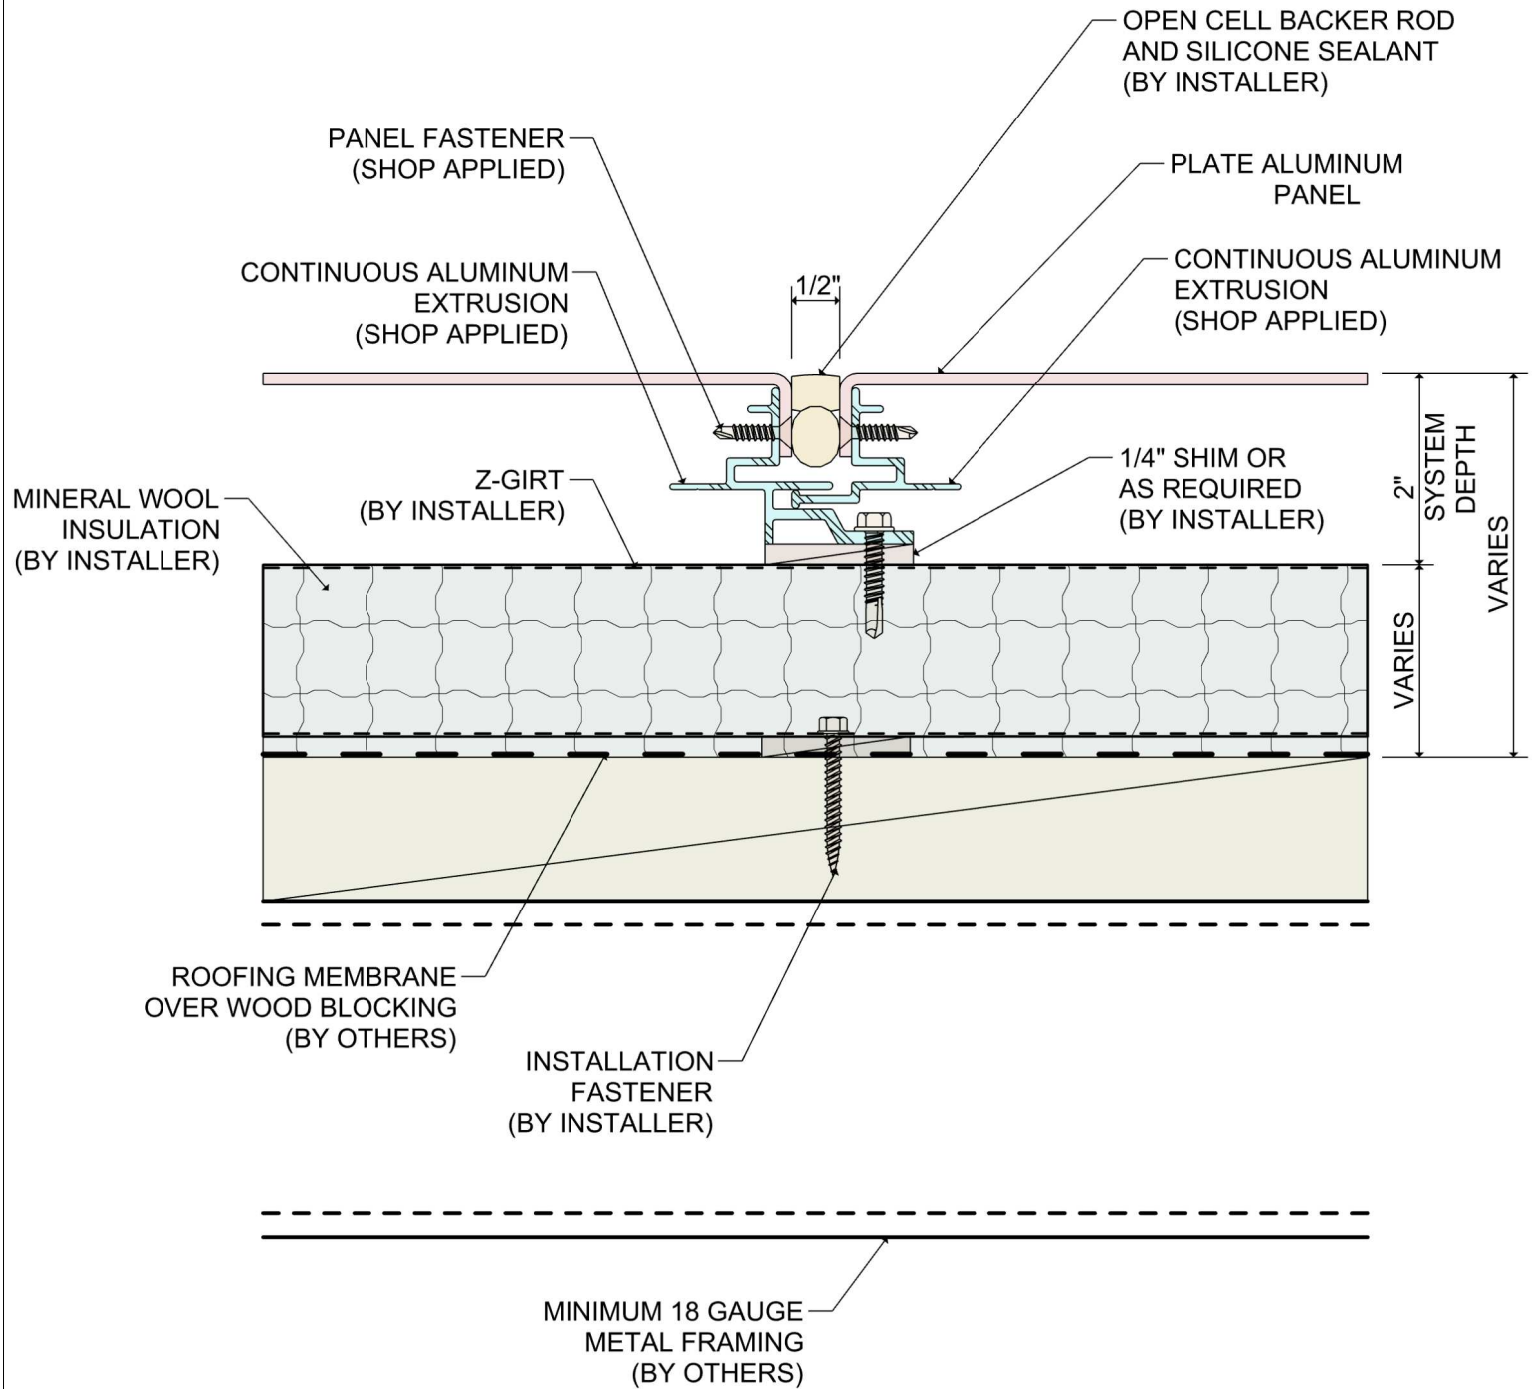 OPEN CELL BACKER ROD
AND SILICONE SEALANT
(BY INSTALLER)
PANEL FASTENER
(SHOP APPLIED)
PLATE ALUMINUM
PANEL
CONTINUOUS ALUMINUM
EXTRUSION
(SHOP APPLIED)
1/2"
CONTINUOUS ALUMINUM
EXTRUSION
(SHOP APPLIED)
Z-GIRT
(BY INSTALLER)
1/4" SHIM OR
AS REQUIRED
(BY INSTALLER)
2"
SYSTEM
DEPTH
VARIES
MINERAL WOOL
INSULATION
(BY INSTALLER)
VARIES
ROOFING MEMBRANE
OVER WOOD BLOCKING
(BY OTHERS)
INSTALLATION
FASTENER
(BY INSTALLER)
MINIMUM 18 GAUGE
METAL FRAMING
(BY OTHERS)